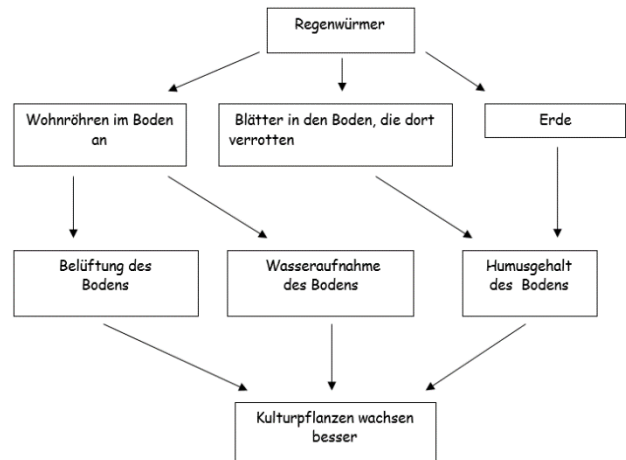 Regenwürmer
Wohnröhren im Boden
an
Blätter in den Boden, die dort
verrotten
Erde
Belüftung des
Bodens
Wasseraufnahme
des Bodens
Humusgehalt
des Bodens
Kulturpflanzen wachsen
besser